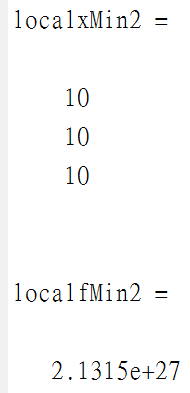 localxMin2 =
10
10
10
localfMin2 =
2.1315e+27